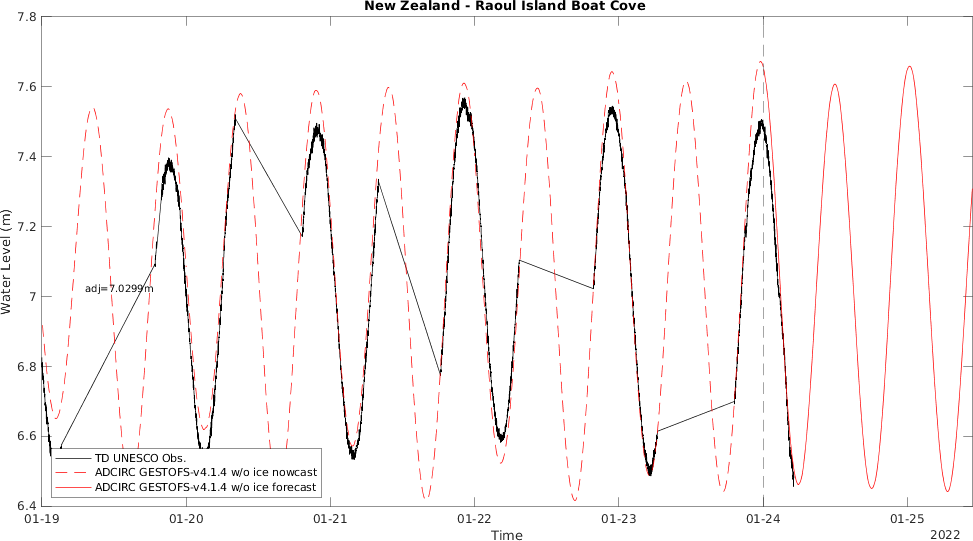 New Zealand - Raoul Island Boat Cove
7.8
7.6
7.4
7.2
7
6.8
6.6
6.4
Water Level (m)
adj=7.0299m
TD UNESCO Obs.
ADCIRC GESTOFS-v4.1.4 w/o ice nowcast
ADCIRC GESTOFS-v4.1.4 w/o ice forecast
01-19 01-20 01-21 01-22 01-23 01-24 01-25
Time
2022